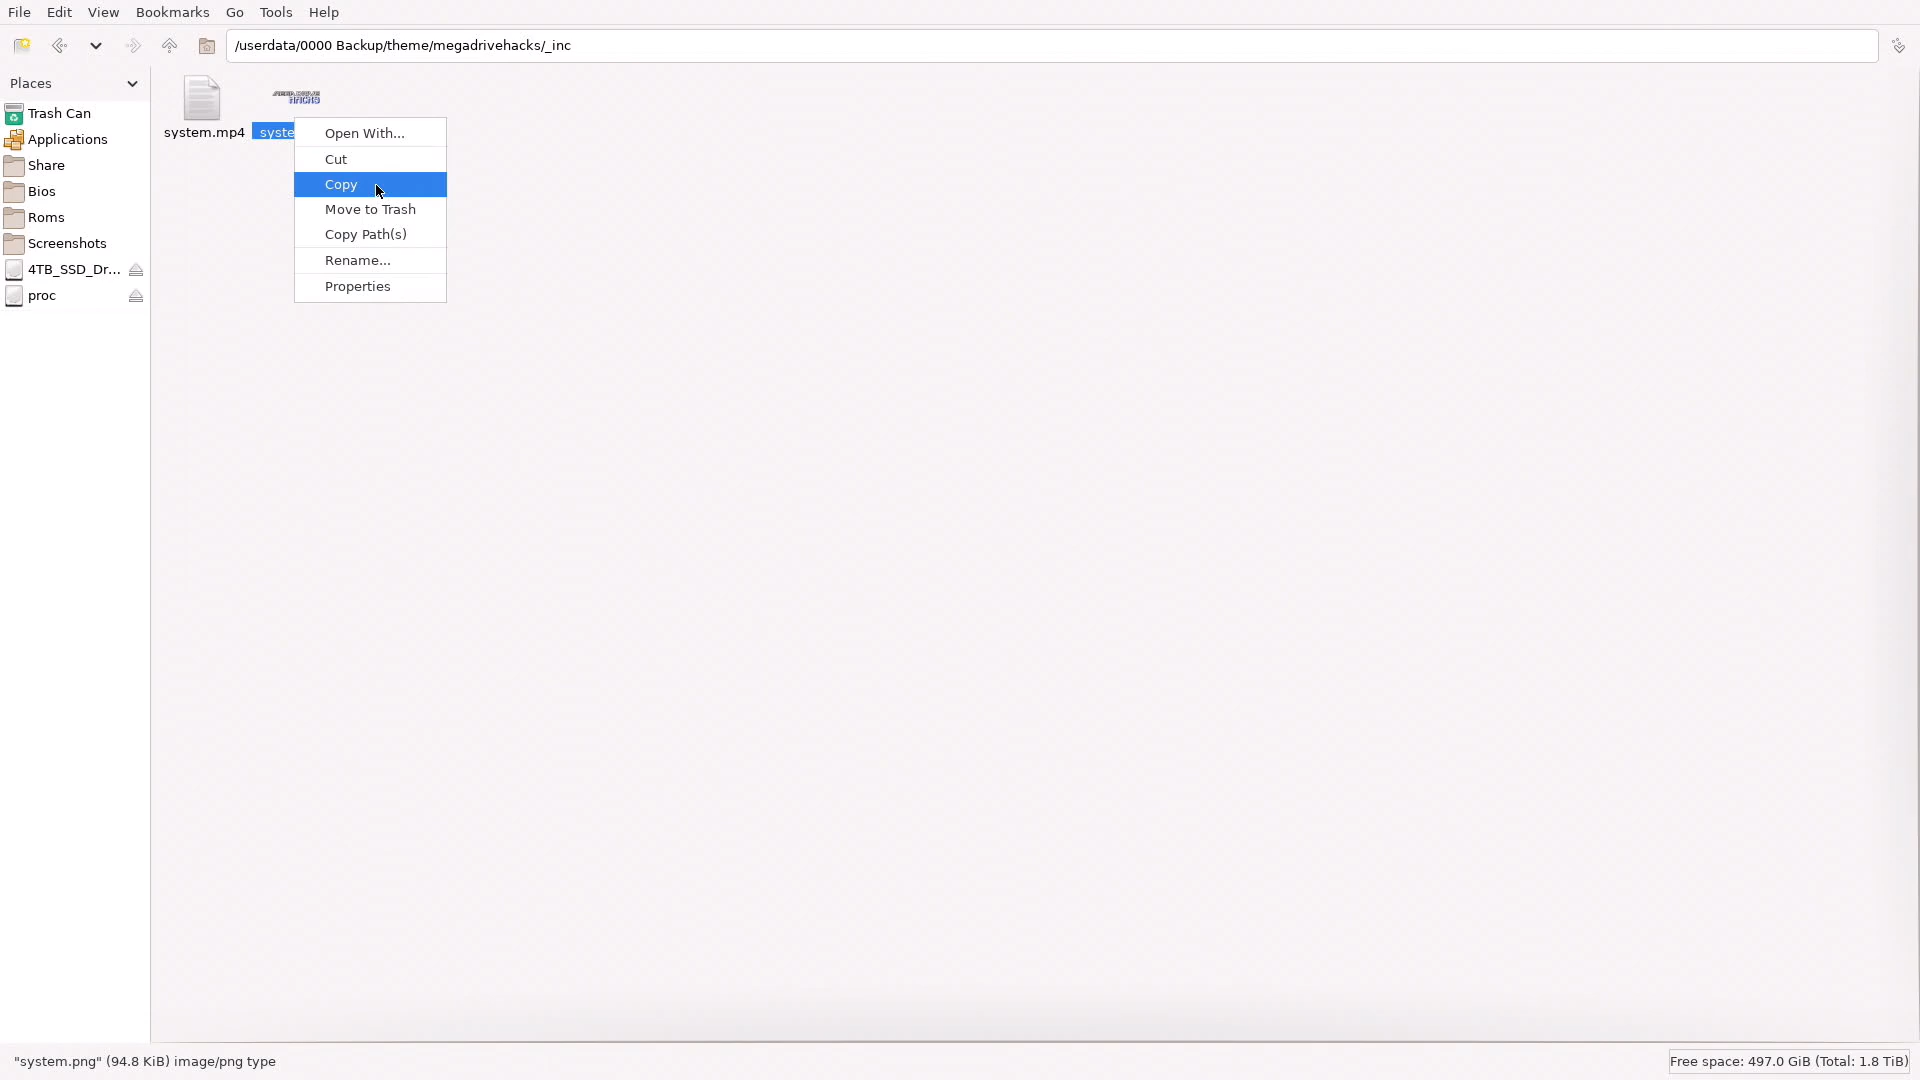 File Edit View Bookmarks Go Tools Help
/userdata/0000 Backup/theme/megadrivehacks/_inc
Places
Trash Can
Applications
Share
Bios
Roms
Screenshots
4TB_SSD_Dr...
proc
system.mp4
syste
HACKS
Open With...
Cut
Copy
Move to Trash
Copy Path(s)
Rename...
Properties
"system.png" (94.8 KiB) image/png type
Free space: 497.0 GiB (Total: 1.8 TiB)